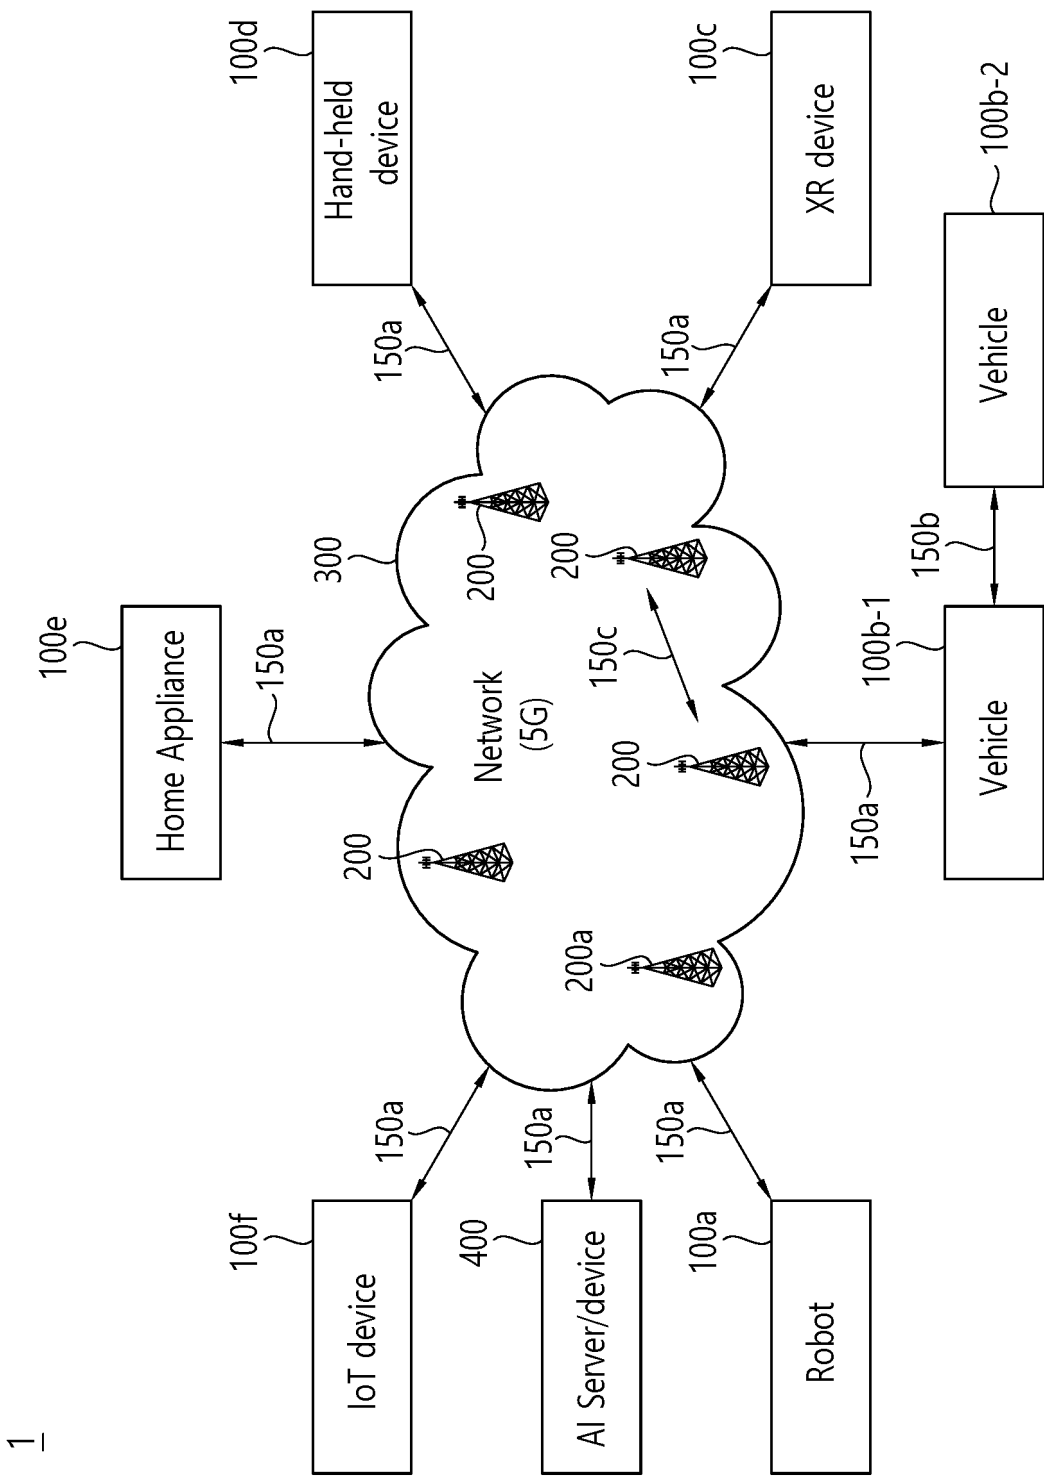 1
100e
Home Appliance
150a
100f
IoT device
150a
300
100d
Hand-held
device
150a
200
200
Network
(5G)
400
AI Server/device
150a
200a
200
150c
200
100a
Robot
150a
150a
100c
XR device
150a
100b-1
Vehicle
150b
100b-2
Vehicle